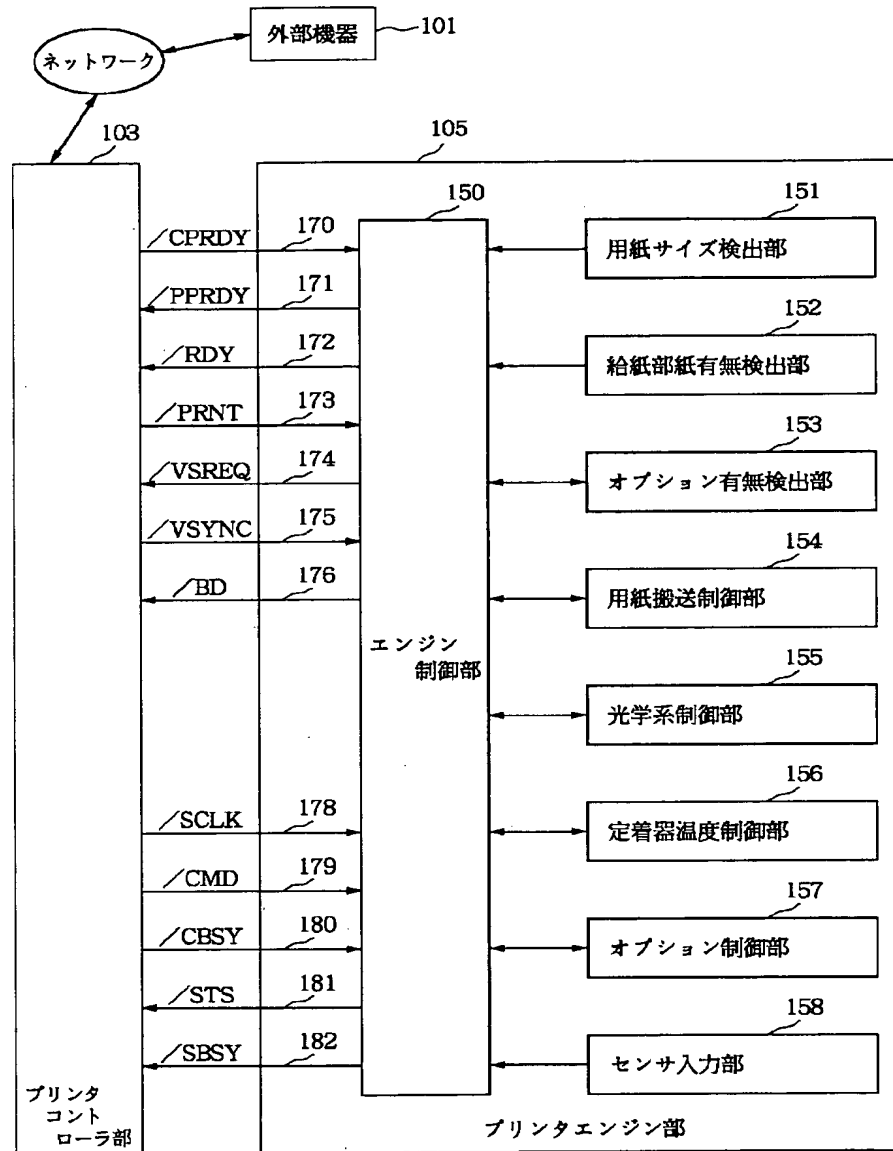 外部機器
101
ネットワーク
103
105
150
/CPRDY
170
/PPRDY
171
/RDY
172
/PRNT
173
/VSREQ
174
/VSYNC
175
/BD
176
/SCLK
178
/CMD
179
/CBSY
180
/STS
181
/SBSY
182
エンジン
制御部
151
用紙サイズ検出部
152
給紙部紙有無検出部
153
オプション有無検出部
154
用紙搬送制御部
155
光学系制御部
156
定着器温度制御部
157
オプション制御部
158
センサ入力部
プリンタ
コント
ローラ部
プリンタエンジン部